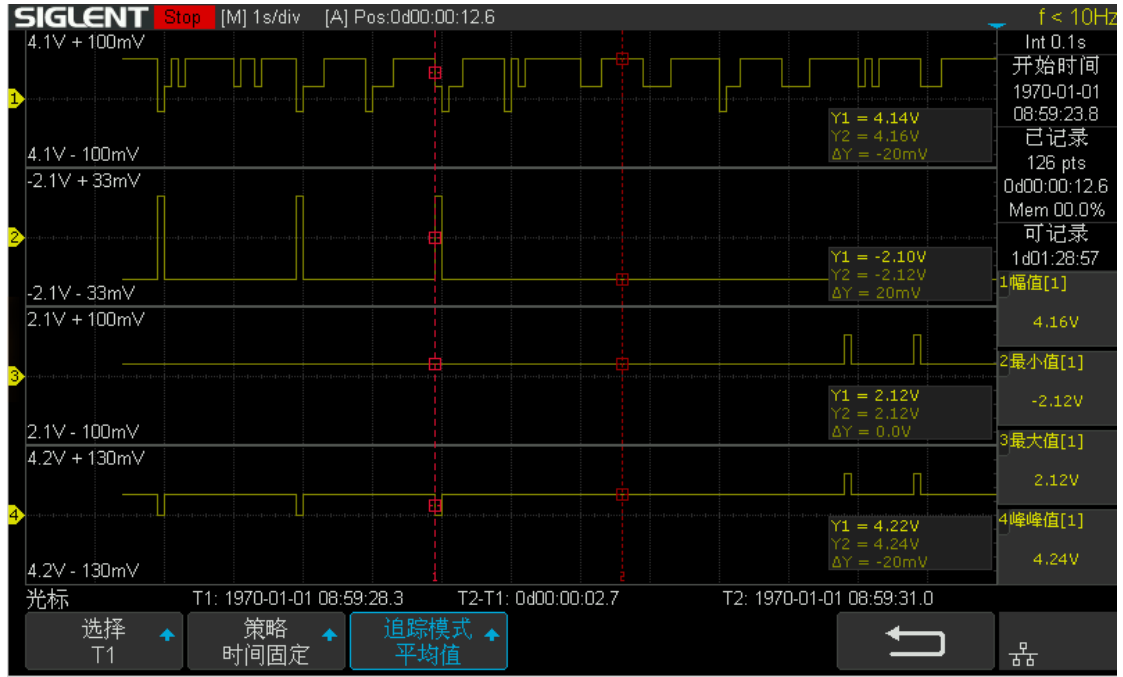 SIGLENT Stop [M] 1s/div [A] Pos:0d00:00:12.6 f < 10Hz
4.1V + 100mV
1
4.1V - 100mV
Y1 = 4.14V
Y2 = 4.16V
ΔY = -20mV
-2.1V + 33mV
2
-2.1V - 33mV
Y1 = -2.10V
Y2 = -2.12V
ΔY = 20mV
2.1V + 100mV
3
2.1V - 100mV
Y1 = 2.12V
Y2 = 2.12V
ΔY = 0.0V
4.2V + 130mV
4
4.2V - 130mV
Y1 = 4.22V
Y2 = 4.24V
ΔY = -20mV
1 2
Int 0.1s
开始时间
1970-01-01
08:59:23.8
已记录
126 pts
0d00:00:12.6
Mem 00.0%
可记录
1d01:28:57
1幅值[1]
4.16V
2最小值[1]
-2.12V
3最大值[1]
2.12V
4峰峰值[1]
4.24V
光标 T1: 1970-01-01 08:59:28.3 T2-T1: 0d00:00:02.7 T2: 1970-01-01 08:59:31.0
选择
T1
策略
时间固定
追踪模式
平均值